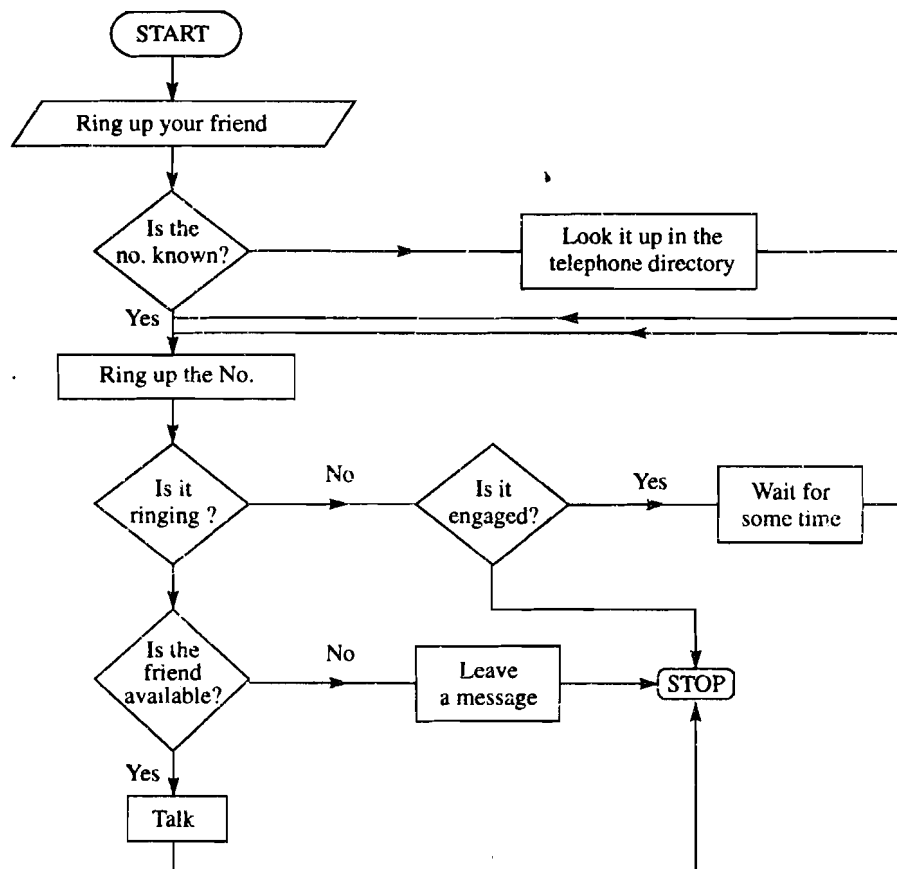 START
Ring up your friend
Is the
no. known?
Look it up in the
telephone directory
Yes
Ring up the No.
Is it
ringing ?
No
Is it
engaged?
Yes
Wait for
some time
Is the
friend
available?
No
Leave
a message
STOP
Yes
Talk